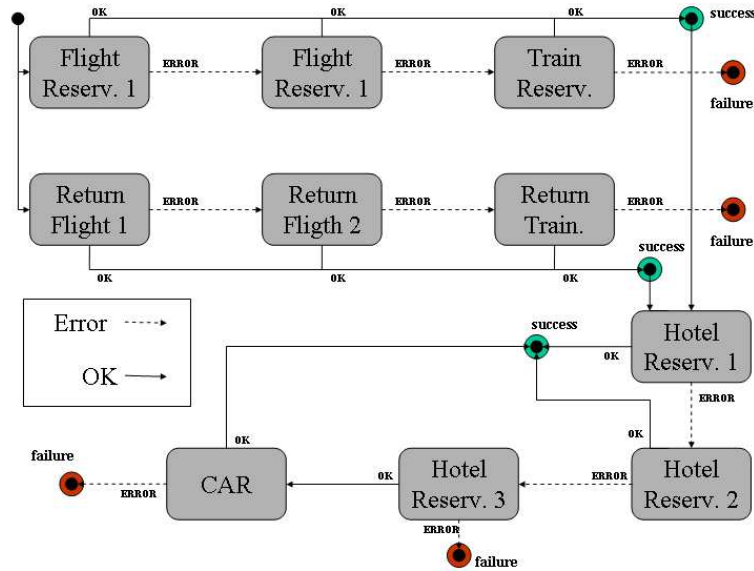 OK
OK
OK
success
Flight
Reserv. 1
ERROR
Flight
Reserv. 1
ERROR
Train
Reserv.
ERROR
failure
Return
Flight 1
ERROR
Return
Fligth 2
ERROR
Return
Train.
ERROR
failure
OK
OK
OK
success
Error
OK
success
OK
Hotel
Reserv. 1
ERROR
OK
OK
failure
ERROR
CAR
OK
Hotel
Reserv. 3
ERROR
Hotel
Reserv. 2
ERROR
failure